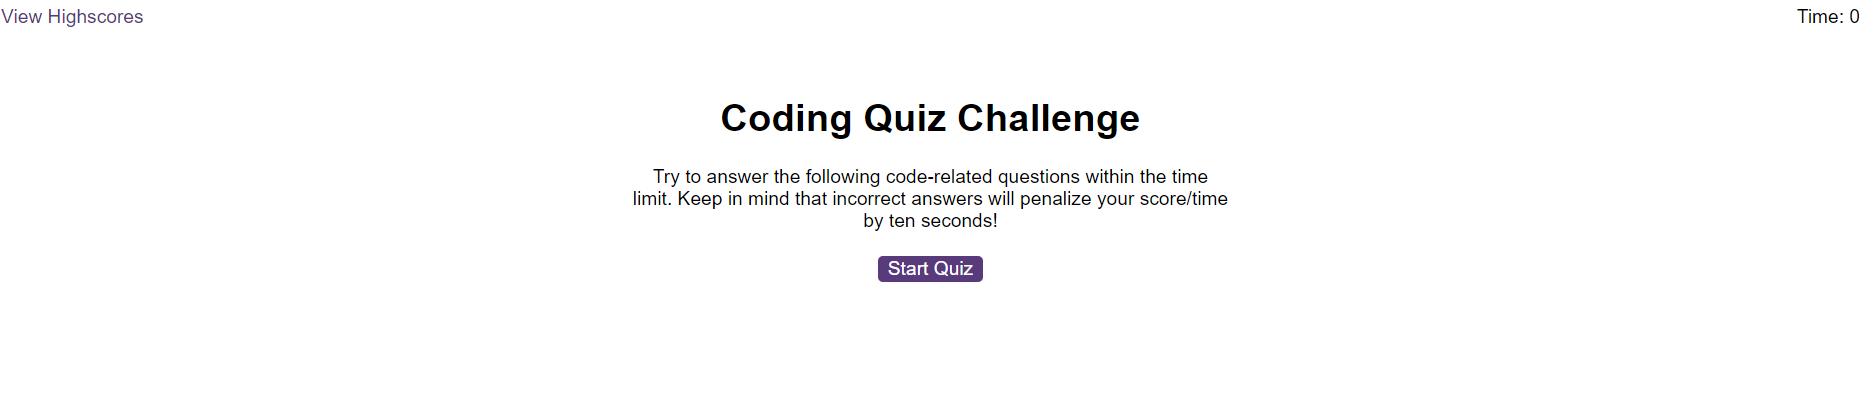 View Highscores
Time: 0
Coding Quiz Challenge
Try to answer the following code-related questions within the time
limit. Keep in mind that incorrect answers will penalize your score/time
by ten seconds!
Start Quiz